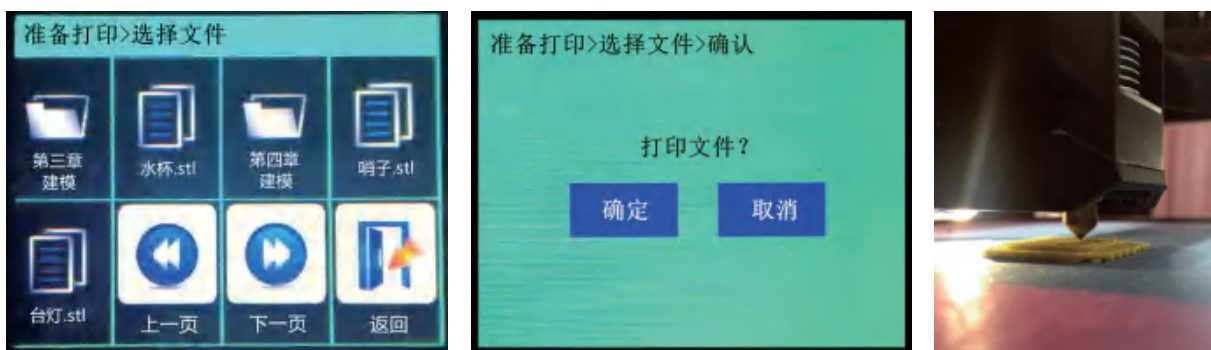 准备打印>选择文件
第三章
建模
水杯.stl
第四章
建模
哨子.stl
台灯.stl
上一页
下一页
返回
准备打印>选择文件>确认
打印文件？
确定
取消